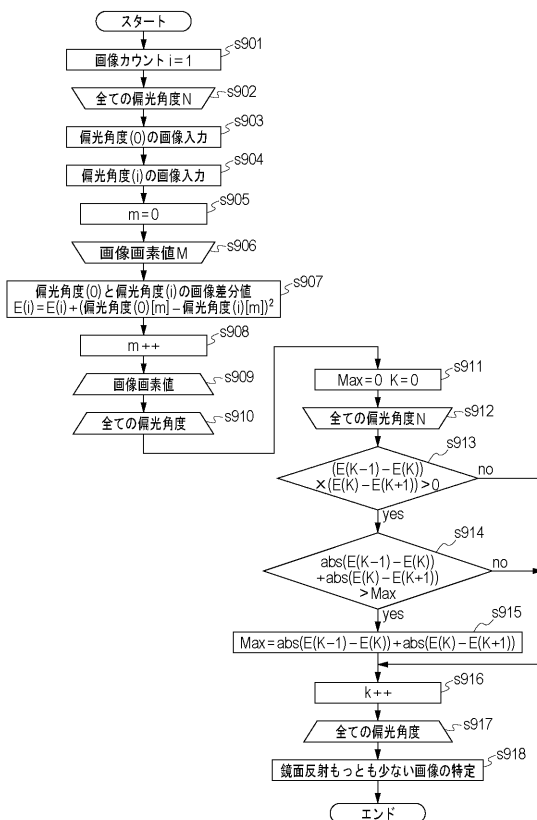 スタート
s901
画像カウント i=1
s902
全ての偏光角度N
s903
偏光角度(0)の画像入力
s904
偏光角度(i)の画像入力
s905
m=0
s906
画像画素値M
s907
偏光角度(0)と偏光角度(i)の画像差分値
E(i)=E(i)+(偏光角度(0)[m]−偏光角度(i)[m])²
s908
m++
s909
画像画素値
s910
全ての偏光角度
s911
Max=0 K=0
s912
全ての偏光角度N
s913
(E(K-1)−E(K))
×(E(K)−E(K+1))>0
no
yes
s914
abs(E(K-1)−E(K))
+abs(E(K)−E(K+1))
>Max
no
yes
s915
Max=abs(E(K-1)−E(K))+abs(E(K)−E(K+1))
s916
k++
s917
全ての偏光角度
s918
鏡面反射もっとも少ない画像の特定
エンド